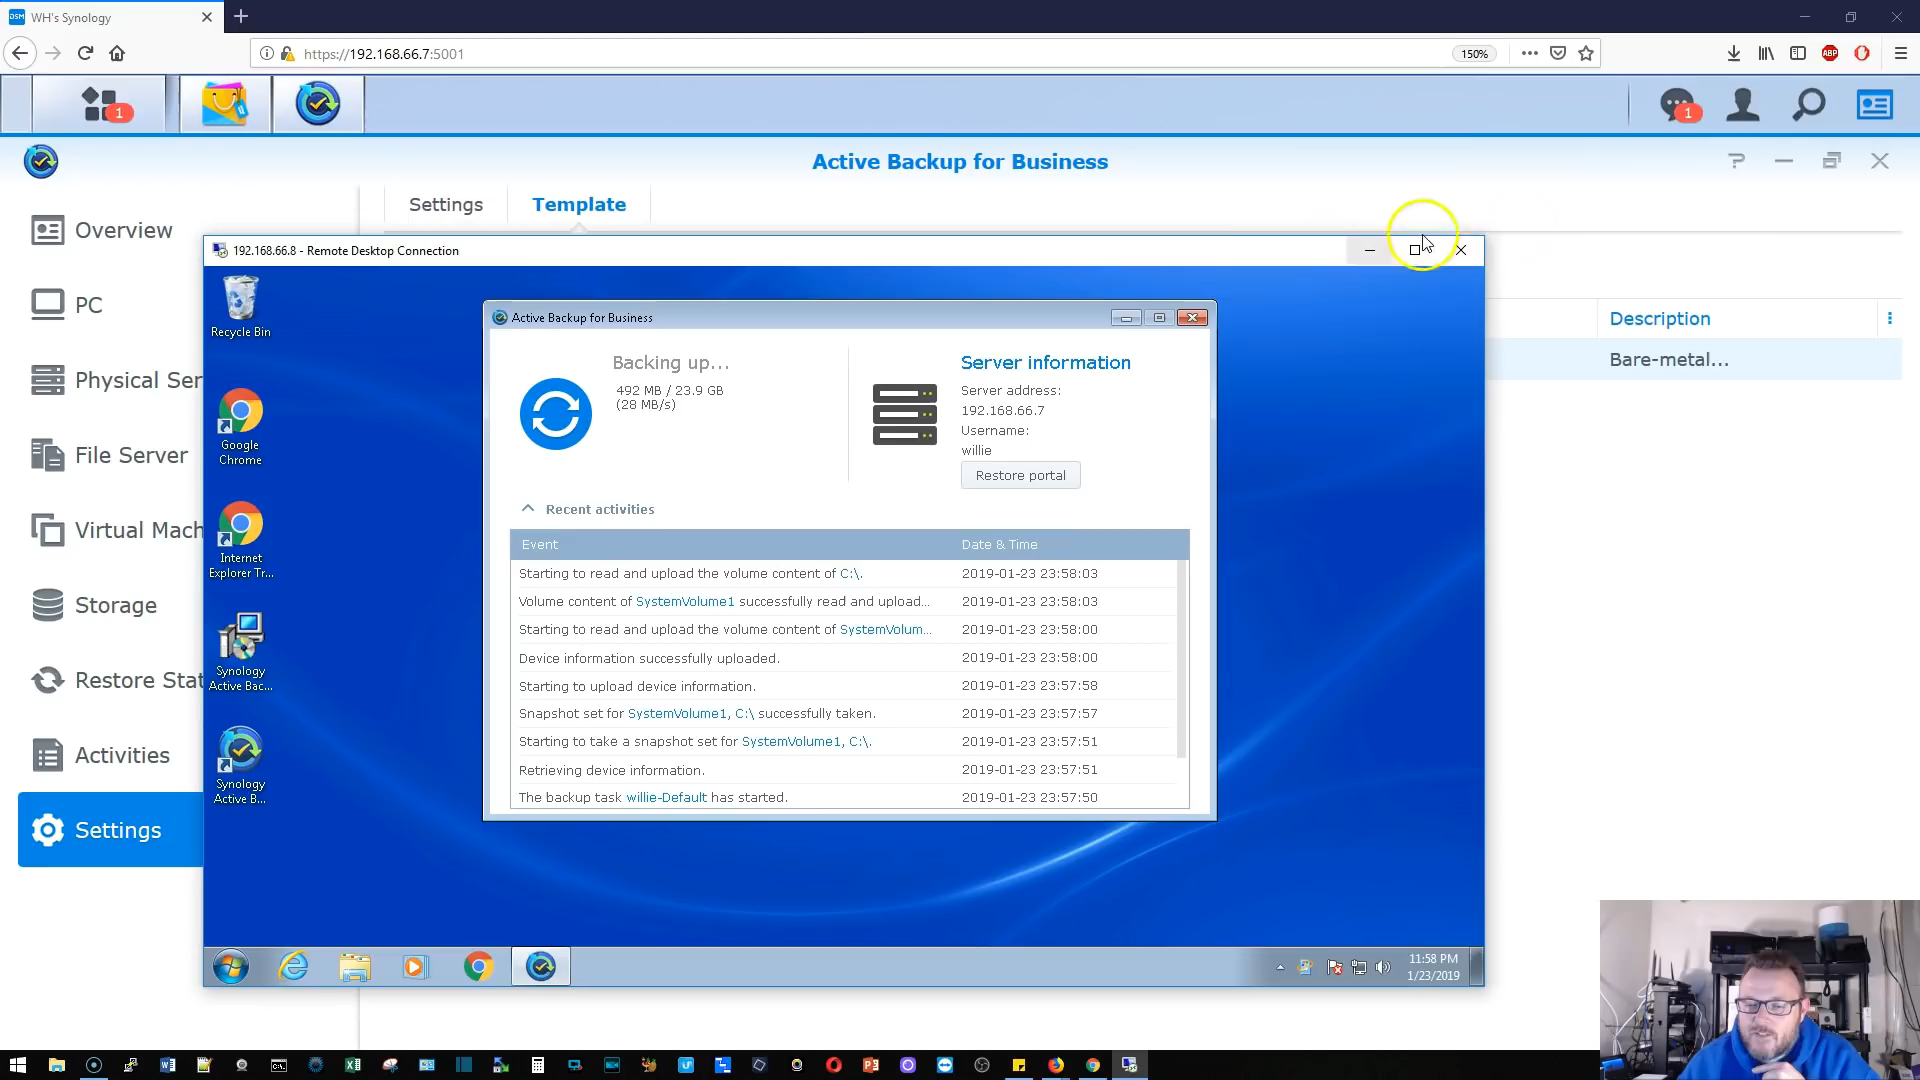 WH's Synology
https://192.168.66.7:5001
150%
ABP
1
1
Active Backup for Business
Settings
Template
Overview
PC
Physical Ser
File Server
Virtual Mach
Storage
Restore Stat
Activities
Settings
Description
Bare-metal...
192.168.66.8 - Remote Desktop Connection
Recycle Bin
Google
Chrome
Internet
Explorer Tr...
Synology
Active Bac...
Synology
Active B...
Active Backup for Business
Backing up...
492 MB / 23.9 GB
(28 MB/s)
Server information
Server address:
192.168.66.7
Username:
willie
Restore portal
Recent activities
Event
Date & Time
Starting to read and upload the volume content of C:\.
2019-01-23 23:58:03
Volume content of SystemVolume1 successfully read and upload...
2019-01-23 23:58:03
Starting to read and upload the volume content of SystemVolum...
2019-01-23 23:58:00
Device information successfully uploaded.
2019-01-23 23:58:00
Starting to upload device information.
2019-01-23 23:57:58
Snapshot set for SystemVolume1, C:\ successfully taken.
2019-01-23 23:57:57
Starting to take a snapshot set for SystemVolume1, C:\.
2019-01-23 23:57:51
Retrieving device information.
2019-01-23 23:57:51
The backup task willie-Default has started.
2019-01-23 23:57:50
11:58 PM
1/23/2019